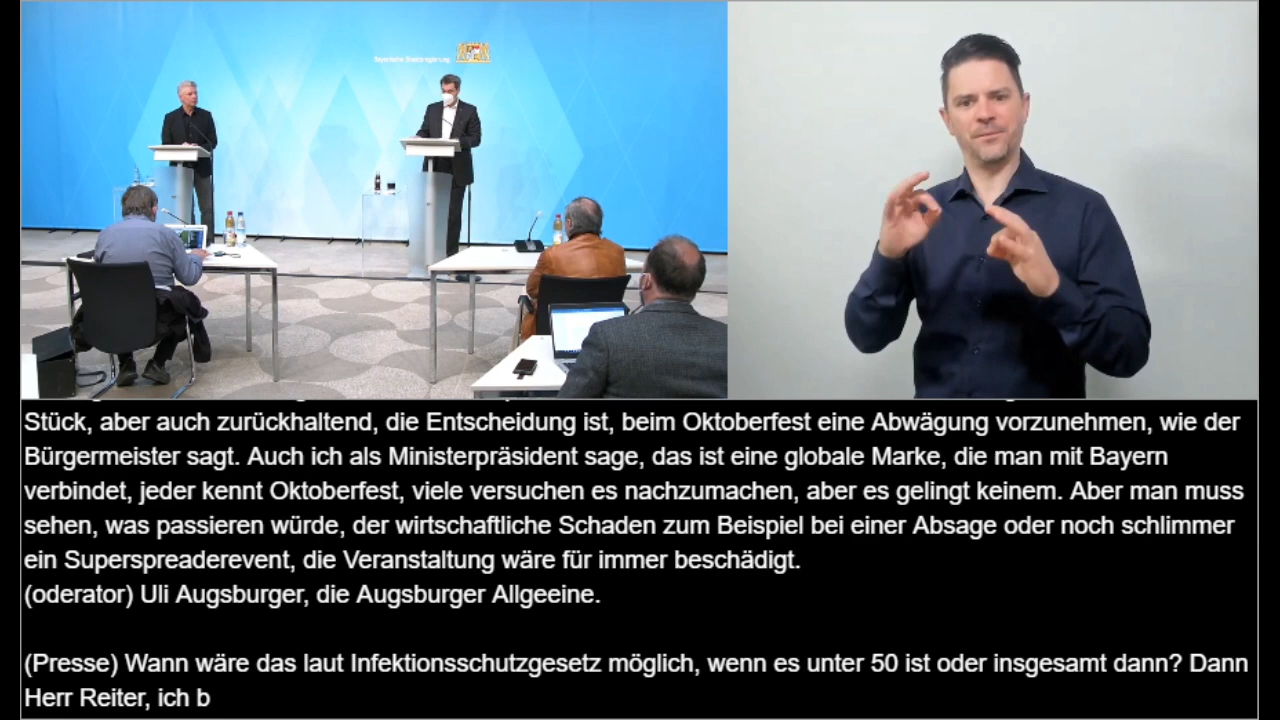 Bayerische Staatsregierung
Stück, aber auch zurückhaltend, die Entscheidung ist, beim Oktoberfest eine Abwägung vorzunehmen, wie der
Bürgermeister sagt. Auch ich als Ministerpräsident sage, das ist eine globale Marke, die man mit Bayern
verbindet, jeder kennt Oktoberfest, viele versuchen es nachzumachen, aber es gelingt keinem. Aber man muss
sehen, was passieren würde, der wirtschaftliche Schaden zum Beispiel bei einer Absage oder noch schlimmer
ein Superspreaderevent, die Veranstaltung wäre für immer beschädigt.
(oderator) Uli Augsburger, die Augsburger Allgeeine.
(Presse) Wann wäre das laut Infektionsschutzgesetz möglich, wenn es unter 50 ist oder insgesamt dann? Dann
Herr Reiter, ich b